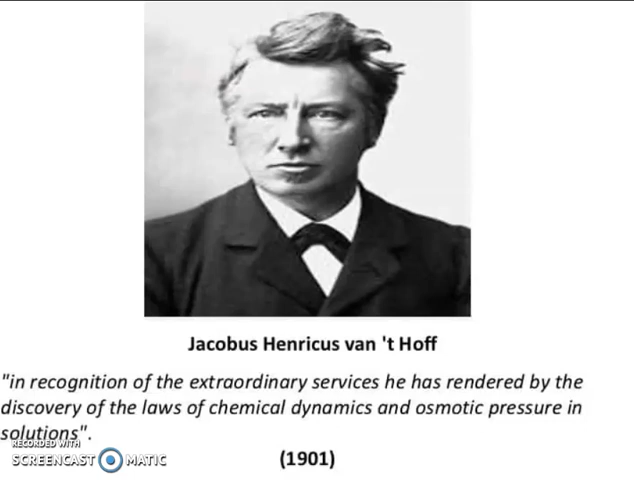 Jacobus Henricus van 't Hoff
"in recognition of the extraordinary services he has rendered by the
discovery of the laws of chemical dynamics and osmotic pressure in
solutions".
RECORDED WITH
SCREENCAST MATIC
(1901)